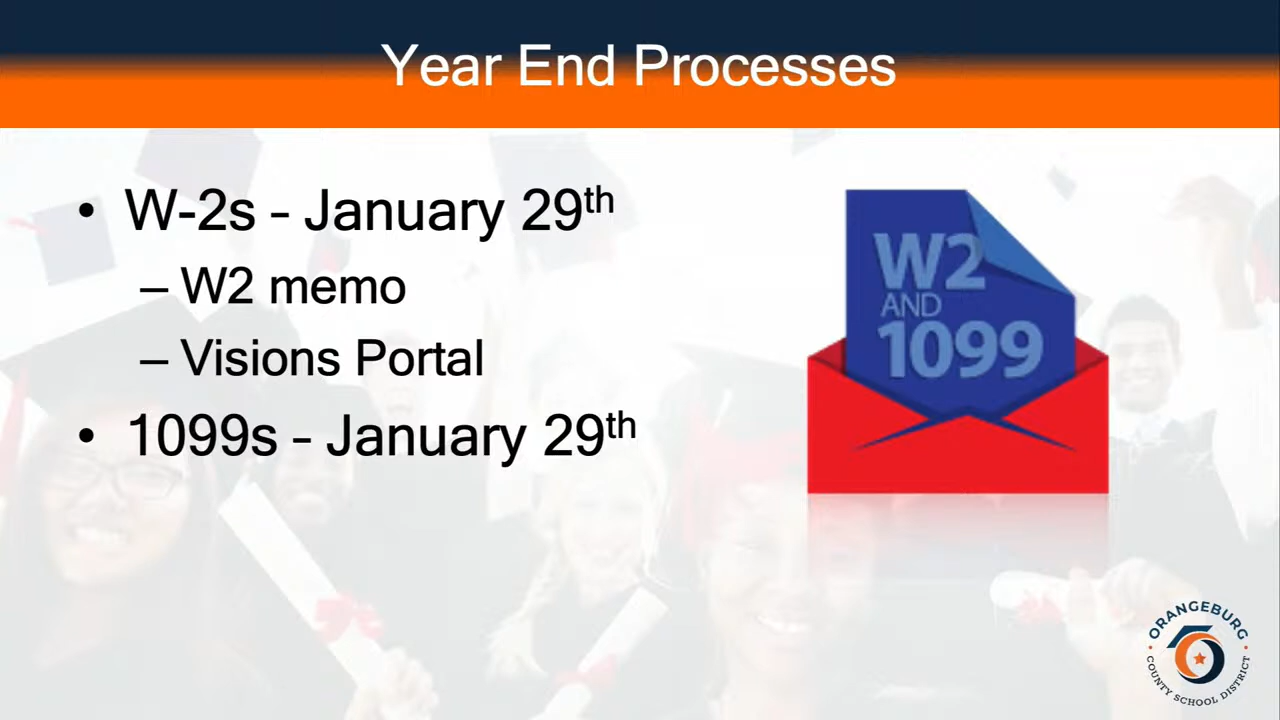 Year End Processes
• W-2s – January 29th
– W2 memo
– Visions Portal
• 1099s – January 29th
W2
AND
1099
ORANGEBURG
COUNTY SCHOOL DISTRICT